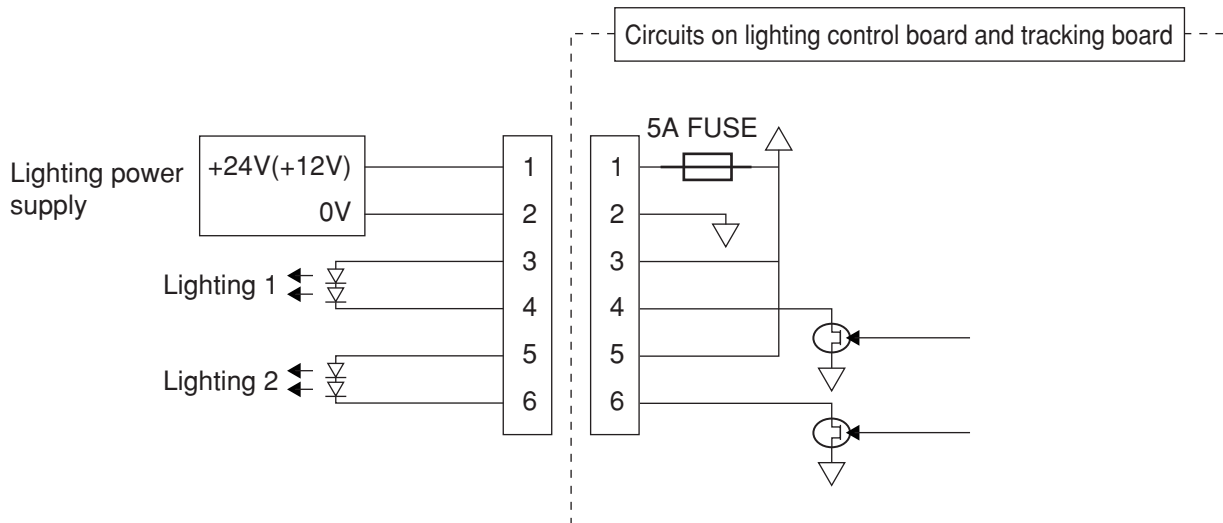 Circuits on lighting control board and tracking board
5A FUSE
Lighting power
supply
+24V(+12V)
0V
1
2
3
4
5
6
1
2
3
4
5
6
Lighting 1
Lighting 2